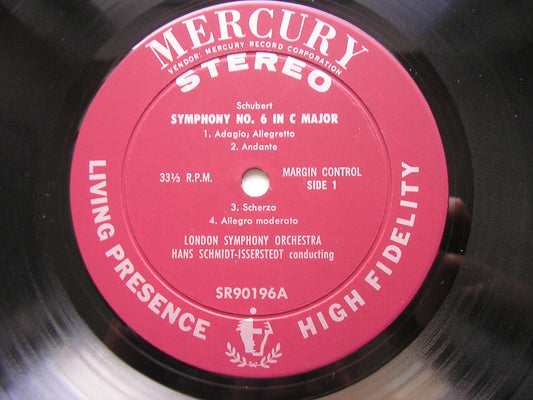 MERCURY
VENDOR: MERCURY RECORD CORPORATION
STEREO
Schubert
SYMPHONY NO. 6 IN C MAJOR
1. Adagio; Allegretto
2. Andante
33⅓ R.P.M.
MARGIN CONTROL
SIDE 1
3. Scherzo
4. Allegro moderato
LONDON SYMPHONY ORCHESTRA
HANS SCHMIDT-ISSERSTEDT conducting
SR90196A
LIVING PRESENCE
HIGH FIDELITY